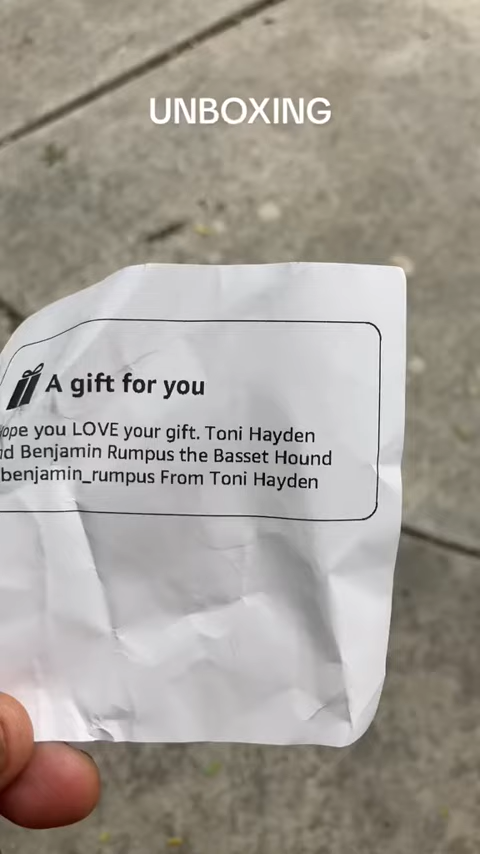 UNBOXING
A gift for you
ope you LOVE your gift. Toni Hayden
nd Benjamin Rumpus the Basset Hound
benjamin_rumpus From Toni Hayden